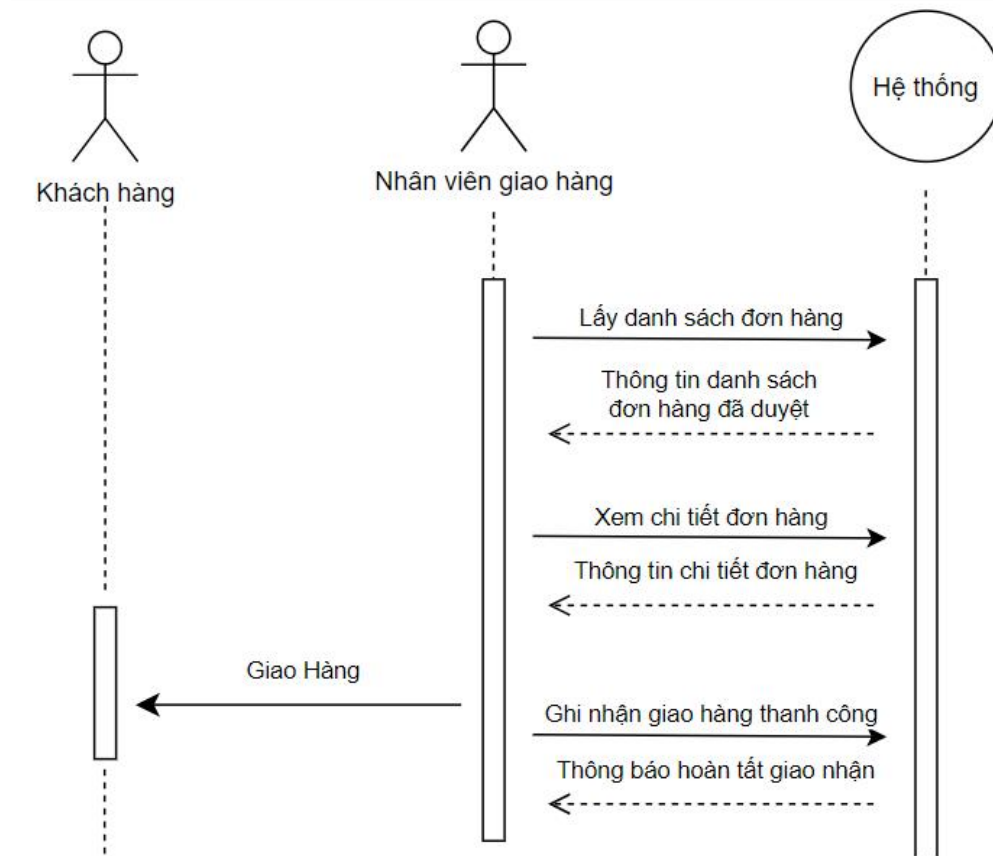 Hệ thống
Khách hàng
Nhân viên giao hàng
Lấy danh sách đơn hàng
Thông tin danh sách
đơn hàng đã duyệt
Xem chi tiết đơn hàng
Thông tin chi tiết đơn hàng
Giao Hàng
Ghi nhận giao hàng thanh công
Thông báo hoàn tất giao nhận